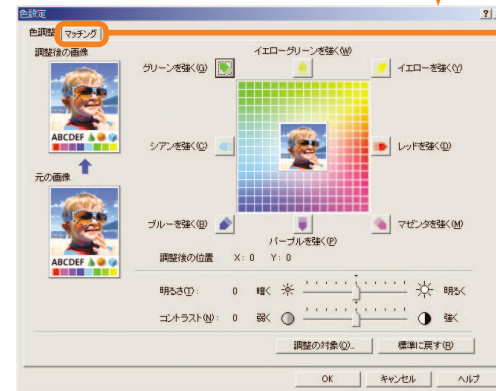 色設定
?
色調整 マッチング
調整後の画像
イエローグリーンを強く(W)
グリーンを強く(G)
イエローを強く(Y)
ABCDEF
シアンを強く(C)
レッドを強く(D)
元の画像
ABCDEF
ブルーを強く(B)
マゼンタを強く(M)
パープルを強く(P)
調整後の位置 X: 0 Y: 0
明るさ(T): 0 暗く 明るく
コントラスト(N): 0 弱く 強く
調整の対象(O)... 標準に戻す(R)
OK キャンセル ヘルプ